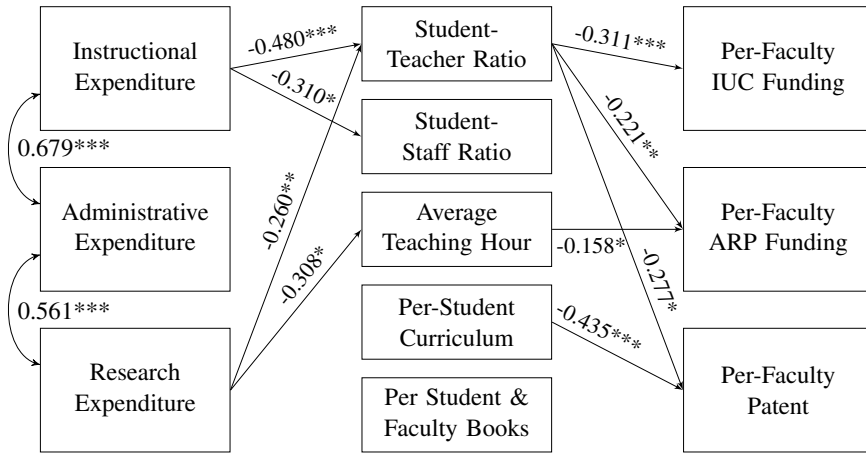 Instructional
Expenditure
Administrative
Expenditure
Research
Expenditure
0.679***
0.561***
-0.480***
-0.310*
-0.260**
-0.308*
Student-
Teacher Ratio
Student-
Staff Ratio
Average
Teaching Hour
Per-Student
Curriculum
Per Student &
Faculty Books
-0.311***
-0.221**
-0.158*
-0.277*
-0.435***
Per-Faculty
IUC Funding
Per-Faculty
ARP Funding
Per-Faculty
Patent